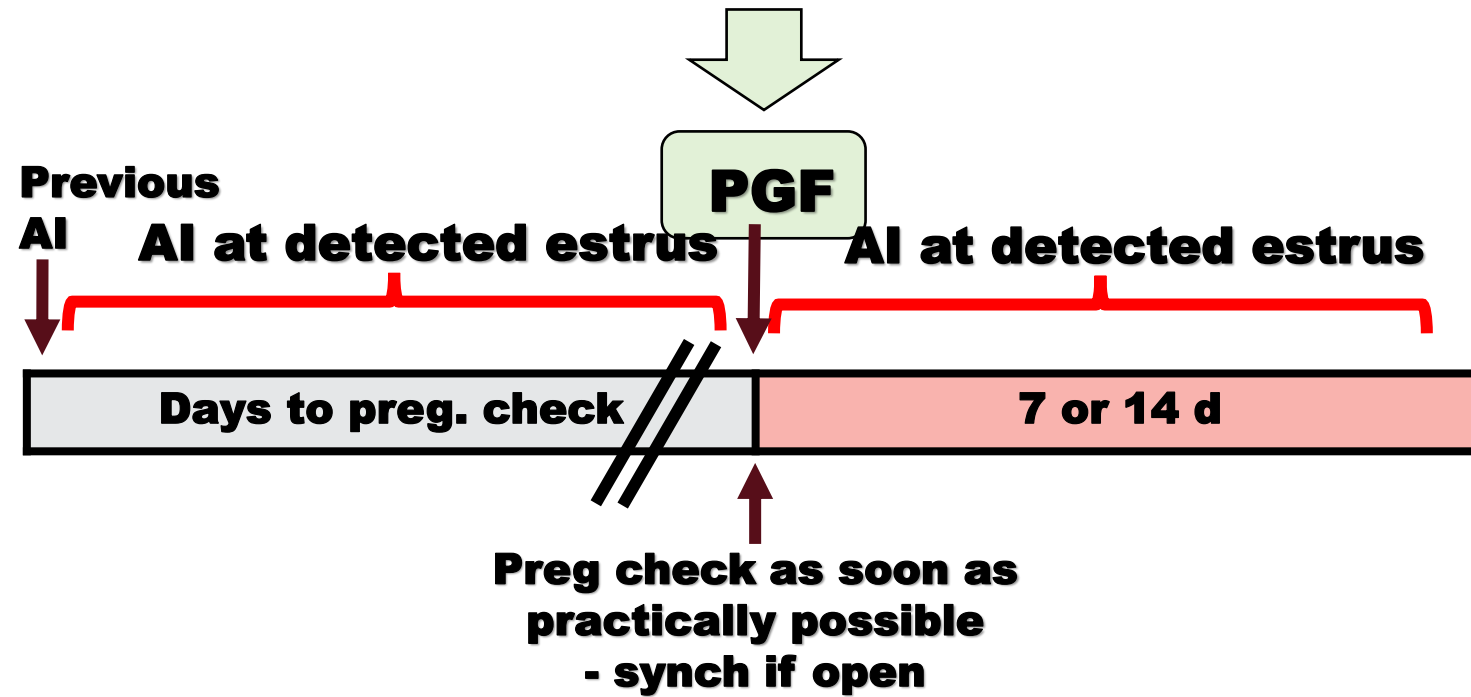 PGF
Previous
AI
AI at detected estrus
AI at detected estrus
Days to preg. check
7 or 14 d
Preg check as soon as
practically possible
- synch if open